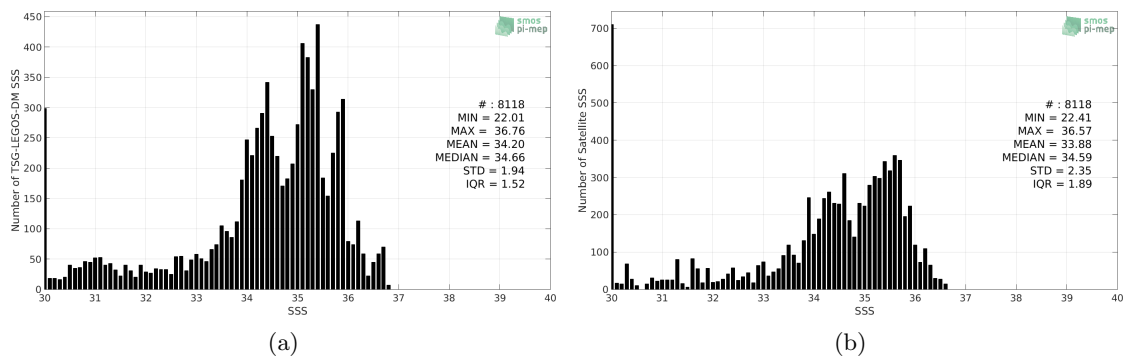 smos
pi-mep
450
400
350
300
250
200
150
100
50
0
Number of TSG-LEGOS-DM SSS
# : 8118
MIN = 22.01
MAX = 36.76
MEAN = 34.20
MEDIAN = 34.66
STD = 1.94
IQR = 1.52
30 31 32 33 34 35 36 37 38 39 40
SSS
(a)
smos
pi-mep
700
600
500
400
300
200
100
0
Number of Satellite SSS
# : 8118
MIN = 22.41
MAX = 36.57
MEAN = 33.88
MEDIAN = 34.59
STD = 2.35
IQR = 1.89
30 31 32 33 34 35 36 37 38 39 40
SSS
(b)